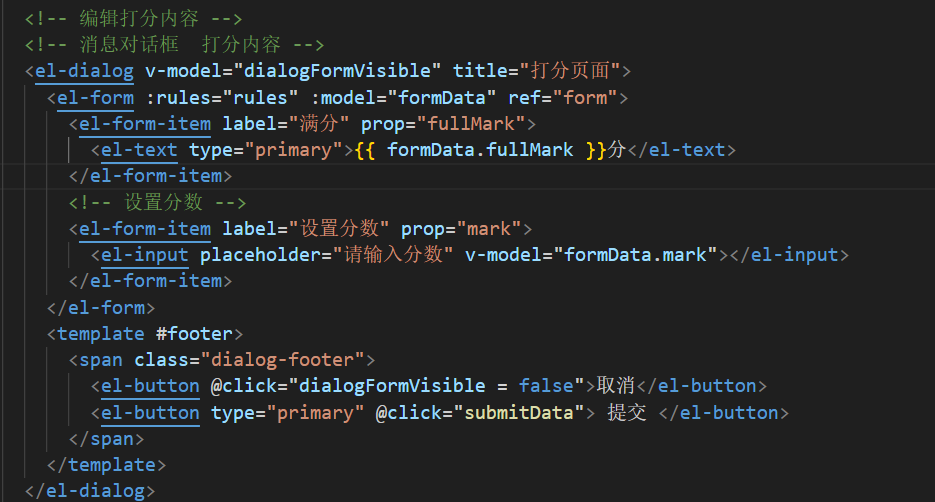 <!-- 编辑打分内容 -->
<!-- 消息对话框  打分内容 -->
<el-dialog v-model="dialogFormVisible" title="打分页面">
  <el-form :rules="rules" :model="formData" ref="form">
    <el-form-item label="满分" prop="fullMark">
      <el-text type="primary">{{ formData.fullMark }}分</el-text>
    </el-form-item>
    <!-- 设置分数 -->
    <el-form-item label="设置分数" prop="mark">
      <el-input placeholder="请输入分数" v-model="formData.mark"></el-input>
    </el-form-item>
  </el-form>
  <template #footer>
    <span class="dialog-footer">
      <el-button @click="dialogFormVisible = false">取消</el-button>
      <el-button type="primary" @click="submitData"> 提交 </el-button>
    </span>
  </template>
</el-dialog>